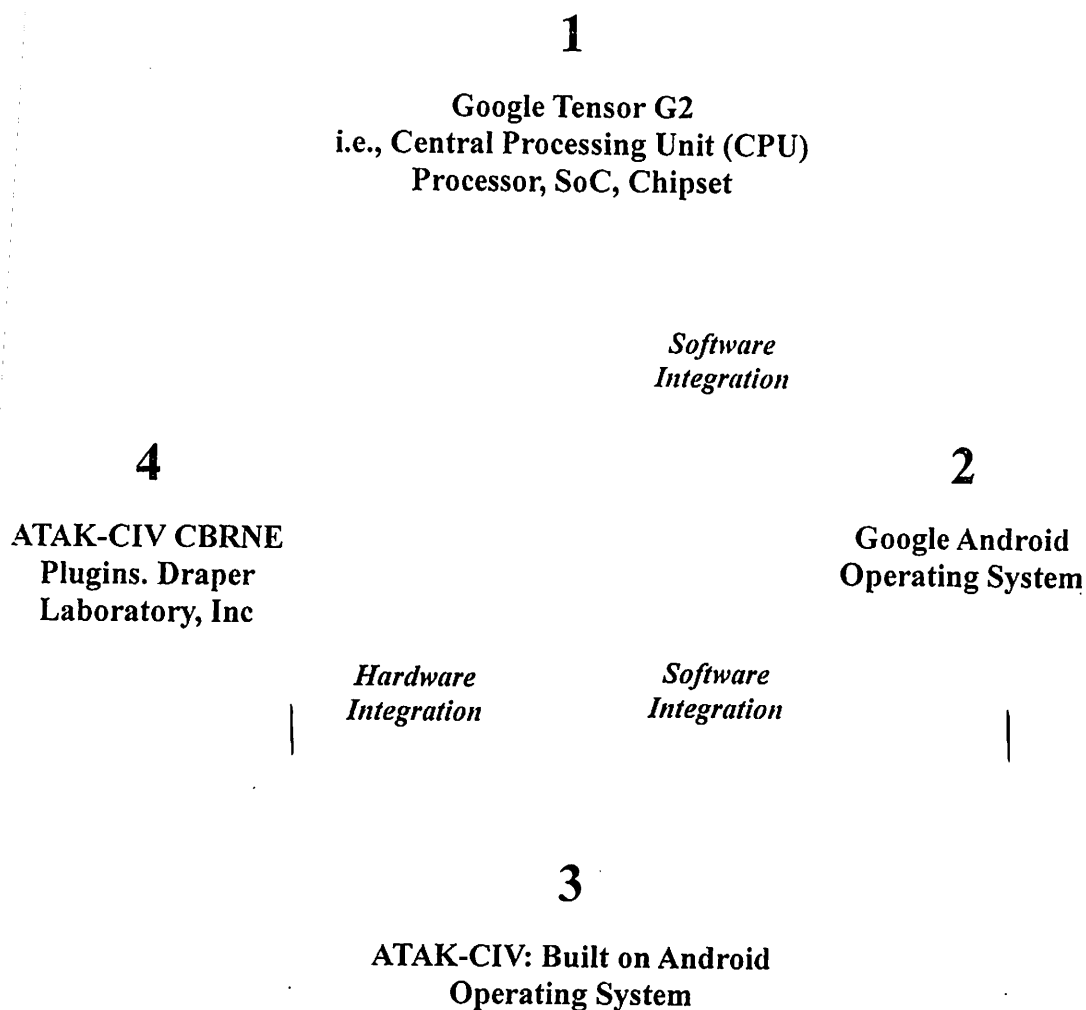 1
Google Tensor G2
i.e., Central Processing Unit (CPU)
Processor, SoC, Chipset
Software
Integration
4
ATAK-CIV CBRNE
Plugins. Draper
Laboratory, Inc
2
Google Android
Operating System
Hardware
Integration
Software
Integration
3
ATAK-CIV: Built on Android
Operating System